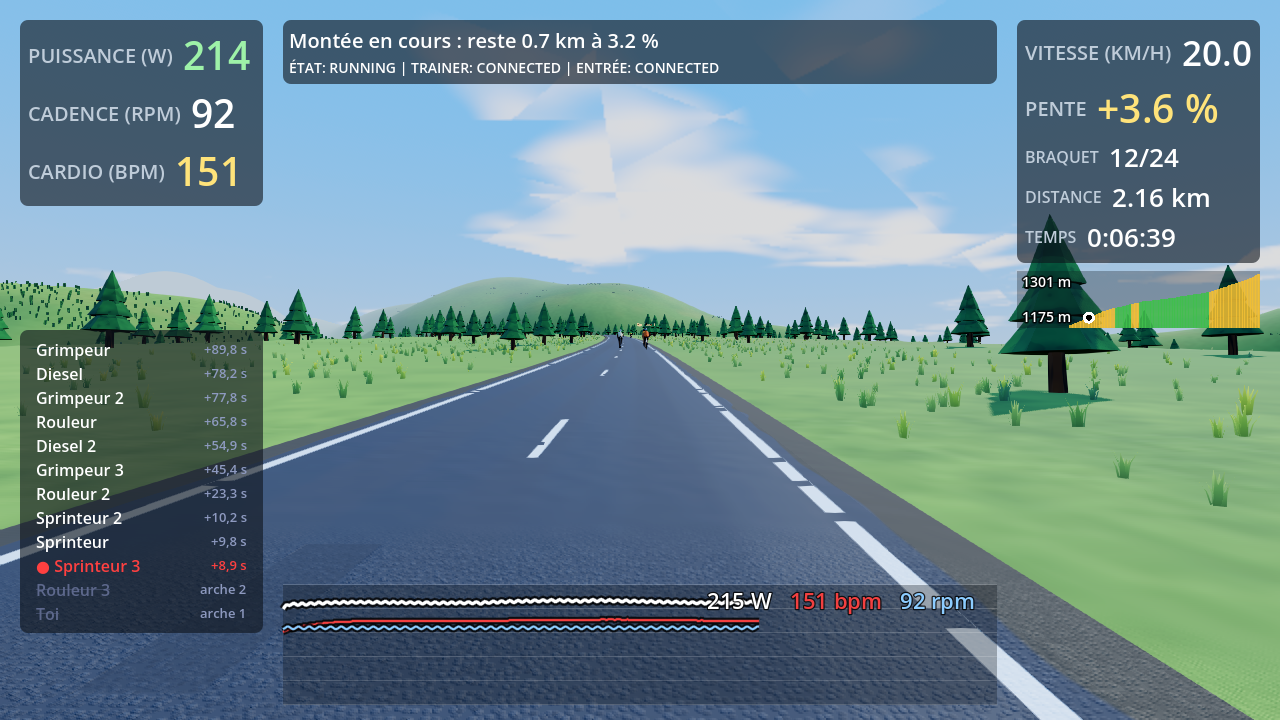 PUISSANCE (W) 214
CADENCE (RPM) 92
CARDIO (BPM) 151
Montée en cours : reste 0.7 km à 3.2 %
ÉTAT: RUNNING | TRAINER: CONNECTED | ENTRÉE: CONNECTED
VITESSE (KM/H) 20.0
PENTE +3.6 %
BRAQUET 12/24
DISTANCE 2.16 km
TEMPS 0:06:39
1301 m
1175 m
Grimpeur +89,8 s
Diesel +78,2 s
Grimpeur 2 +77,8 s
Rouleur +65,8 s
Diesel 2 +54,9 s
Grimpeur 3 +45,4 s
Rouleur 2 +23,3 s
Sprinteur 2 +10,2 s
Sprinteur +9,8 s
Sprinteur 3 +8,9 s
Rouleur 3 arche 2
Toi arche 1
215 W 151 bpm 92 rpm